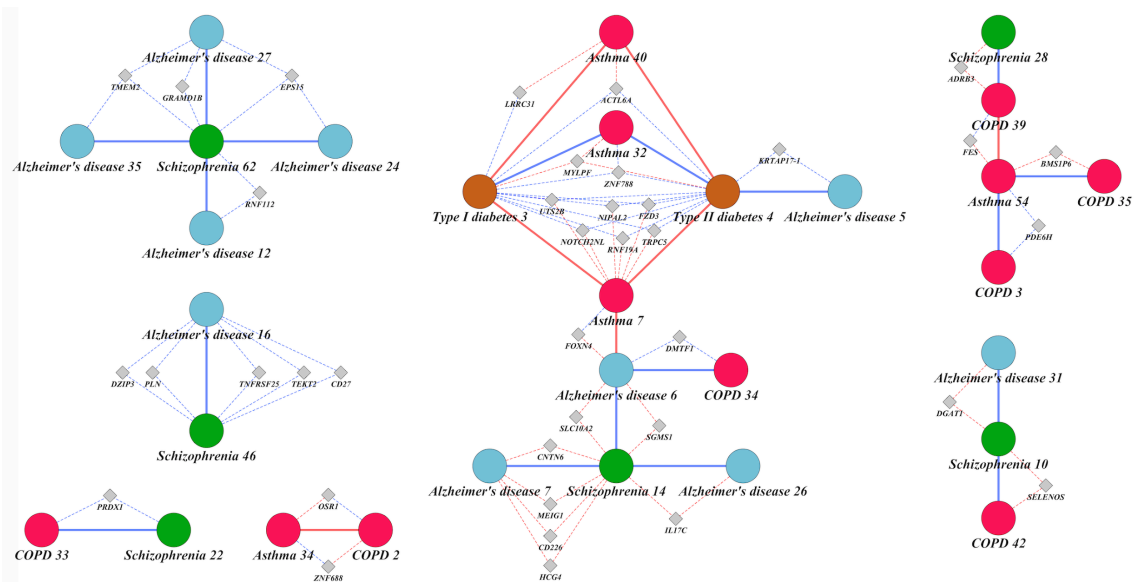 Alzheimer's disease 27
TMEM2
GRAMD1B
EPS15
Alzheimer's disease 35
Schizophrenia 62
Alzheimer's disease 24
RNF112
Alzheimer's disease 12
Alzheimer's disease 16
DZIP3
PLN
TNFRSF25
TEKT2
CD27
Schizophrenia 46
PRDX1
COPD 33
Schizophrenia 22
OSR1
Asthma 34
COPD 2
ZNF688
Asthma 40
LRRC31
ACTL6A
Asthma 32
MYLPF
ZNF788
KRTAP17-1
Type I diabetes 3
UTS2B
NIPAL2
FZD3
Type II diabetes 4
Alzheimer's disease 5
NOTCH2NL
RNF19A
TRPC5
Asthma 7
FOXN4
DMTF1
Alzheimer's disease 6
COPD 34
SLC10A2
SGMS1
CNTN6
Alzheimer's disease 7
Schizophrenia 14
Alzheimer's disease 26
MEIG1
IL17C
CD226
HCG4
Schizophrenia 28
ADRB3
COPD 39
FES
BMS1P6
Asthma 54
COPD 35
PDE6H
COPD 3
Alzheimer's disease 31
DGAT1
Schizophrenia 10
SELENOS
COPD 42